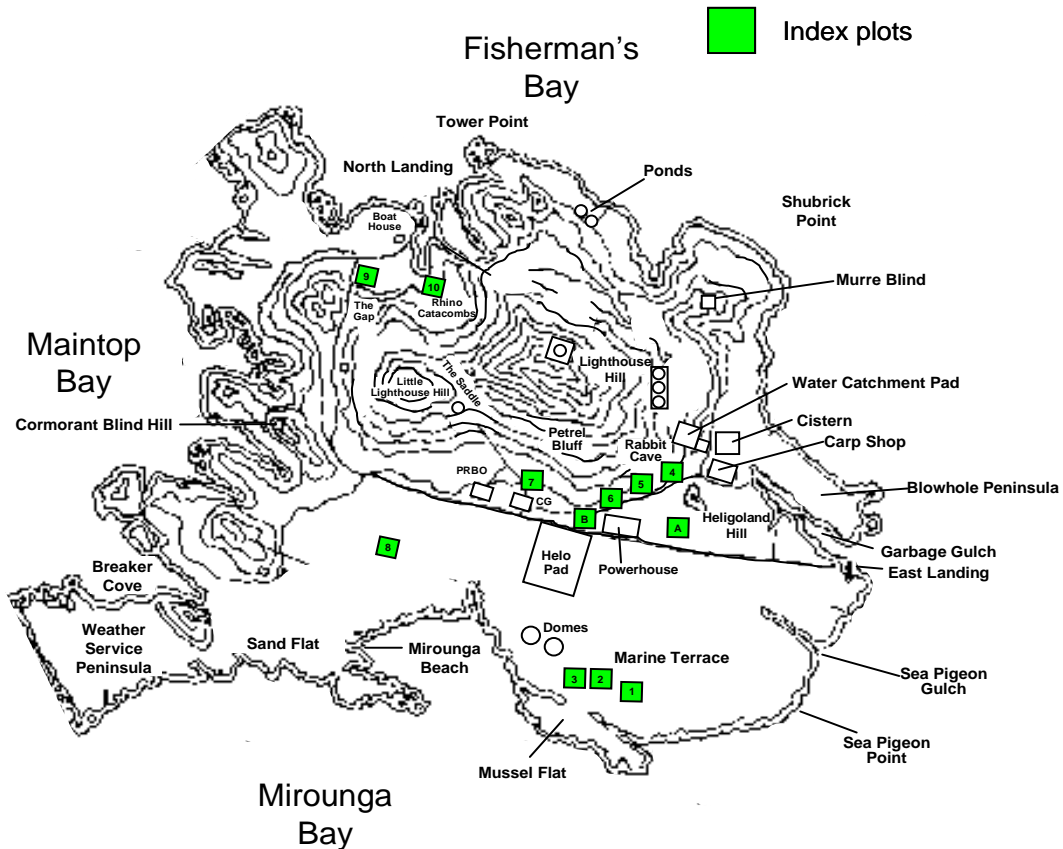 Index plots
Fisherman's
Bay
Tower Point
North Landing
Ponds
Shubrick
Point
Boat
House
9
10
Murre Blind
The
Gap
Rhino
Catacombs
Maintop
Bay
Lighthouse
Hill
The Saddle
Little
Lighthouse Hill
Water Catchment Pad
Cormorant Blind Hill
Cistern
Petrel
Bluff
Rabbit
Cave
Carp Shop
PRBO
7
CG
4
5
6
Blowhole Peninsula
B
A
Heligoland
Hill
8
Helo
Pad
Powerhouse
Garbage Gulch
East Landing
Breaker
Cove
Weather
Service
Peninsula
Sand Flat
Mirounga
Beach
Domes
Marine Terrace
3
2
1
Sea Pigeon
Gulch
Sea Pigeon
Point
Mussel Flat
Mirounga
Bay